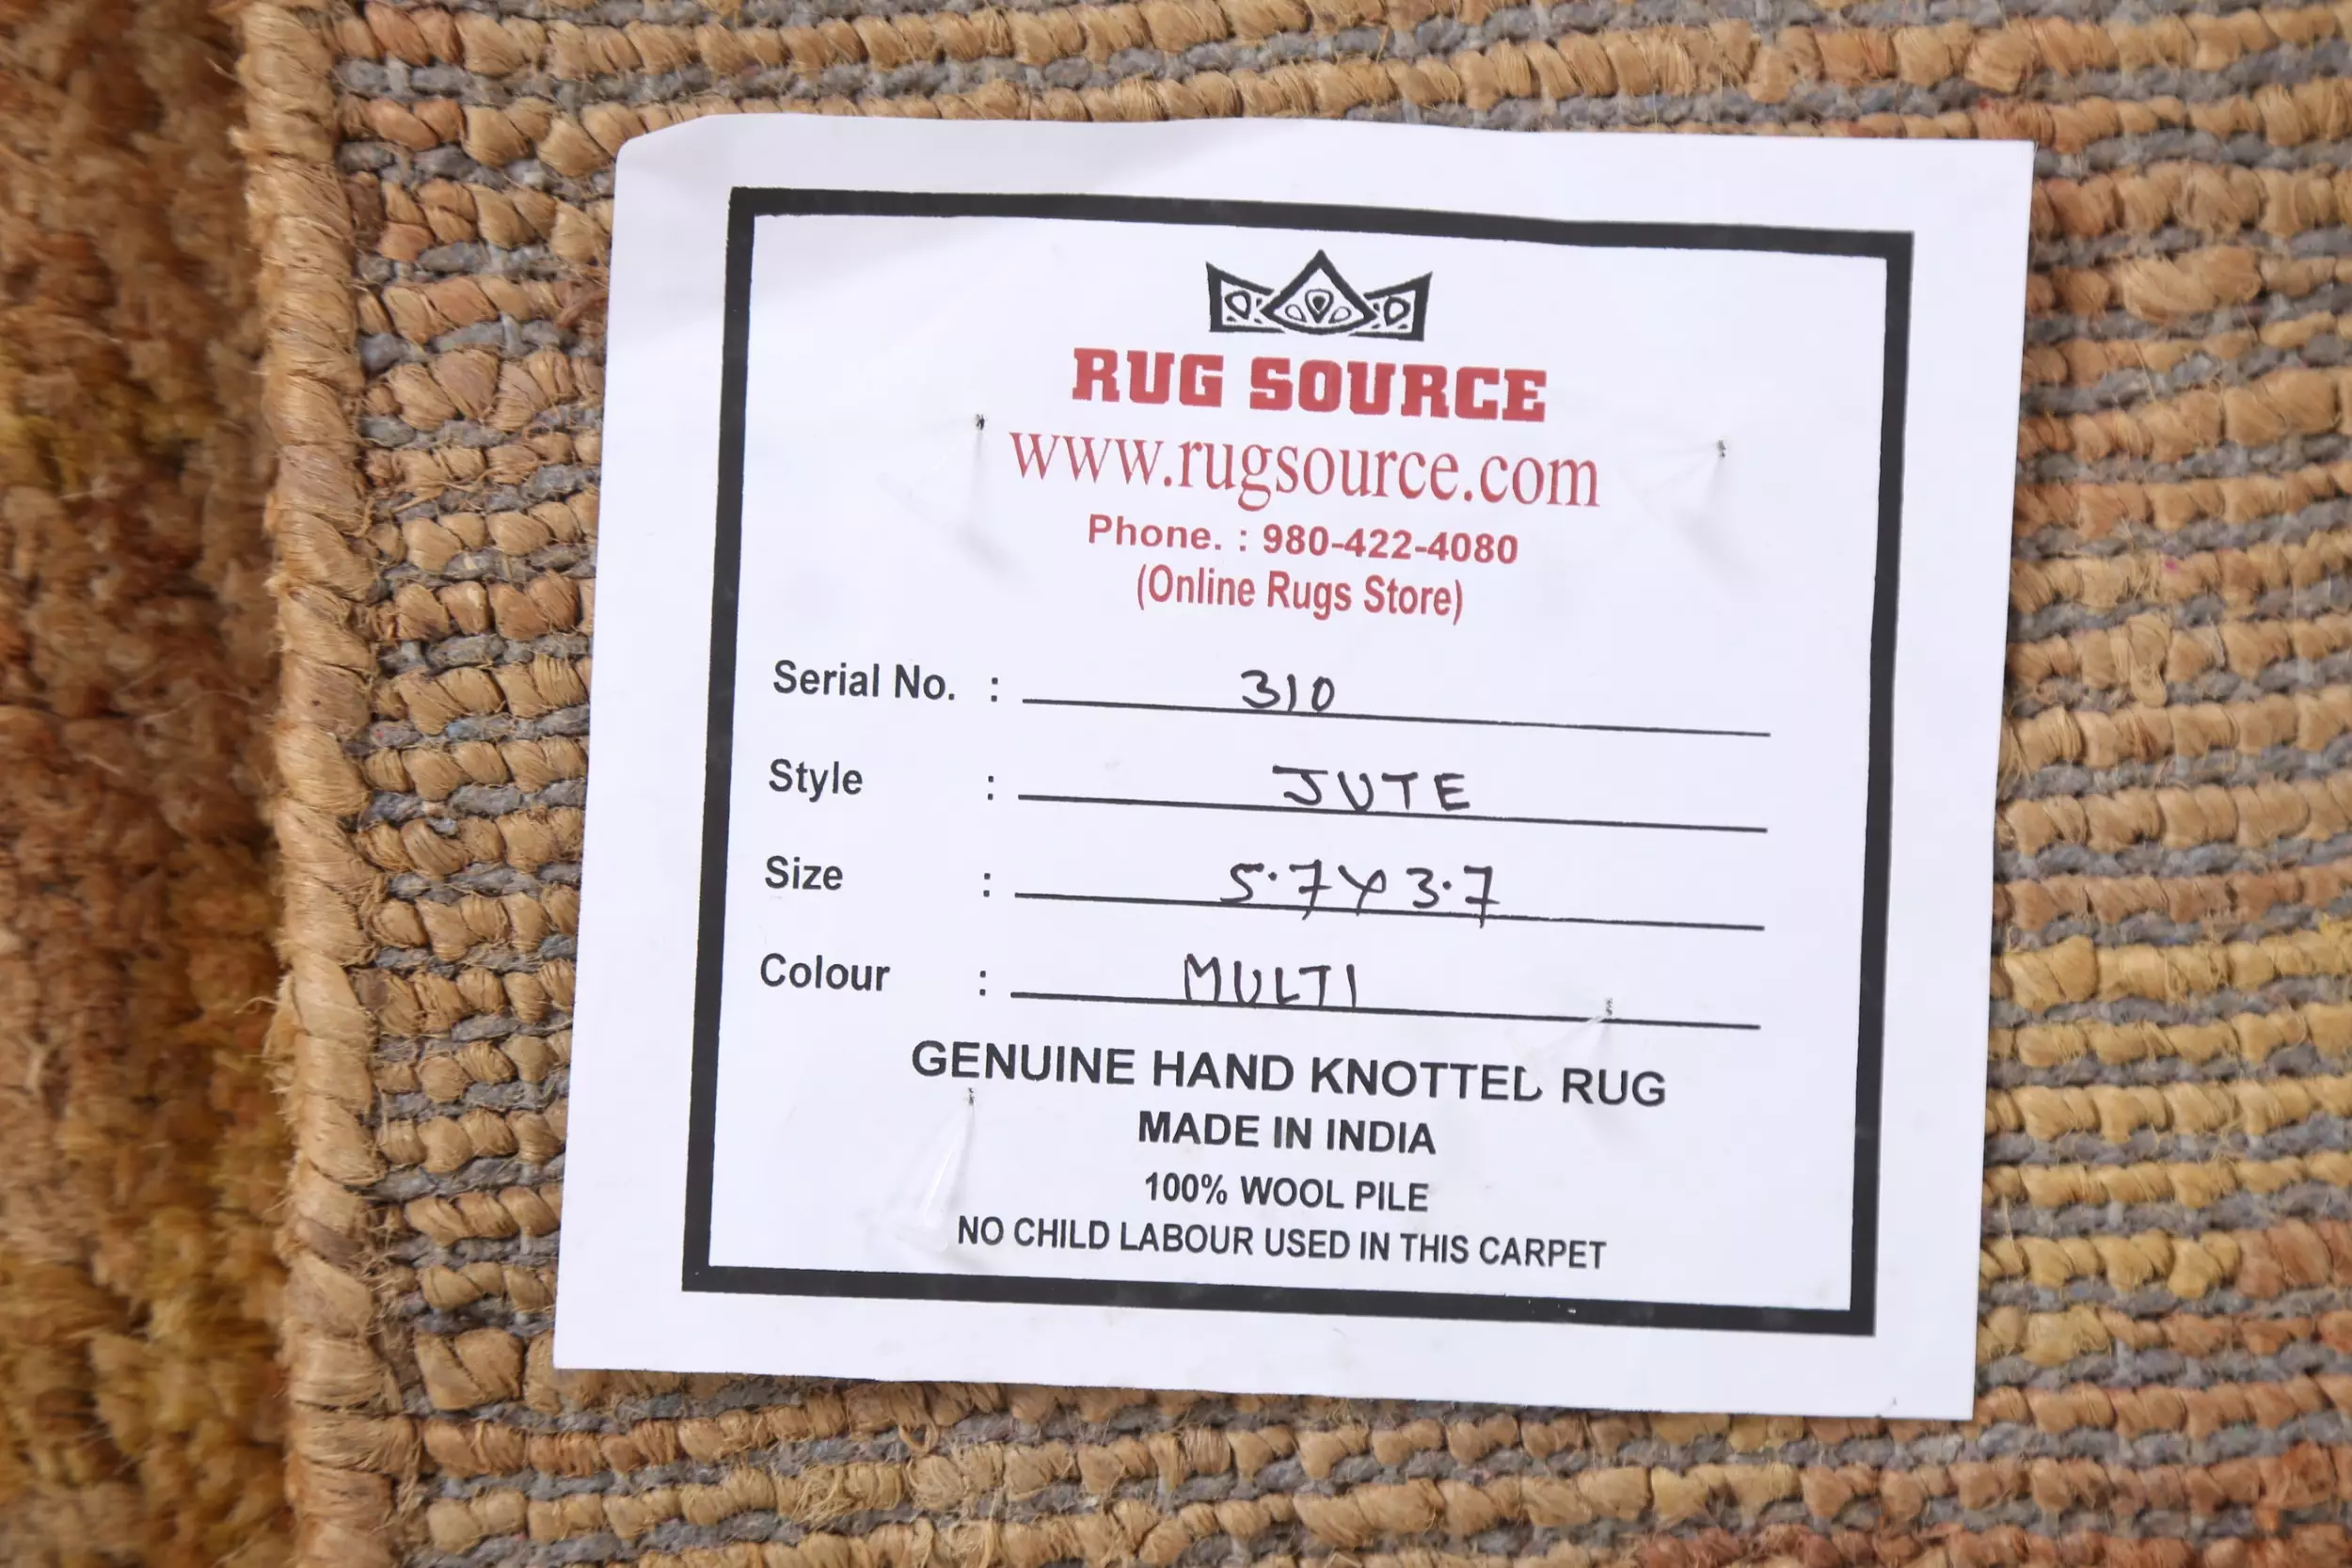 RUG SOURCE
www.rugsource.com
Phone. : 980-422-4080
(Online Rugs Store)
Serial No. : 310
Style : JUTE
Size : 5.7X3.7
Colour : MULTI
GENUINE HAND KNOTTED RUG
MADE IN INDIA
100% WOOL PILE
NO CHILD LABOUR USED IN THIS CARPET